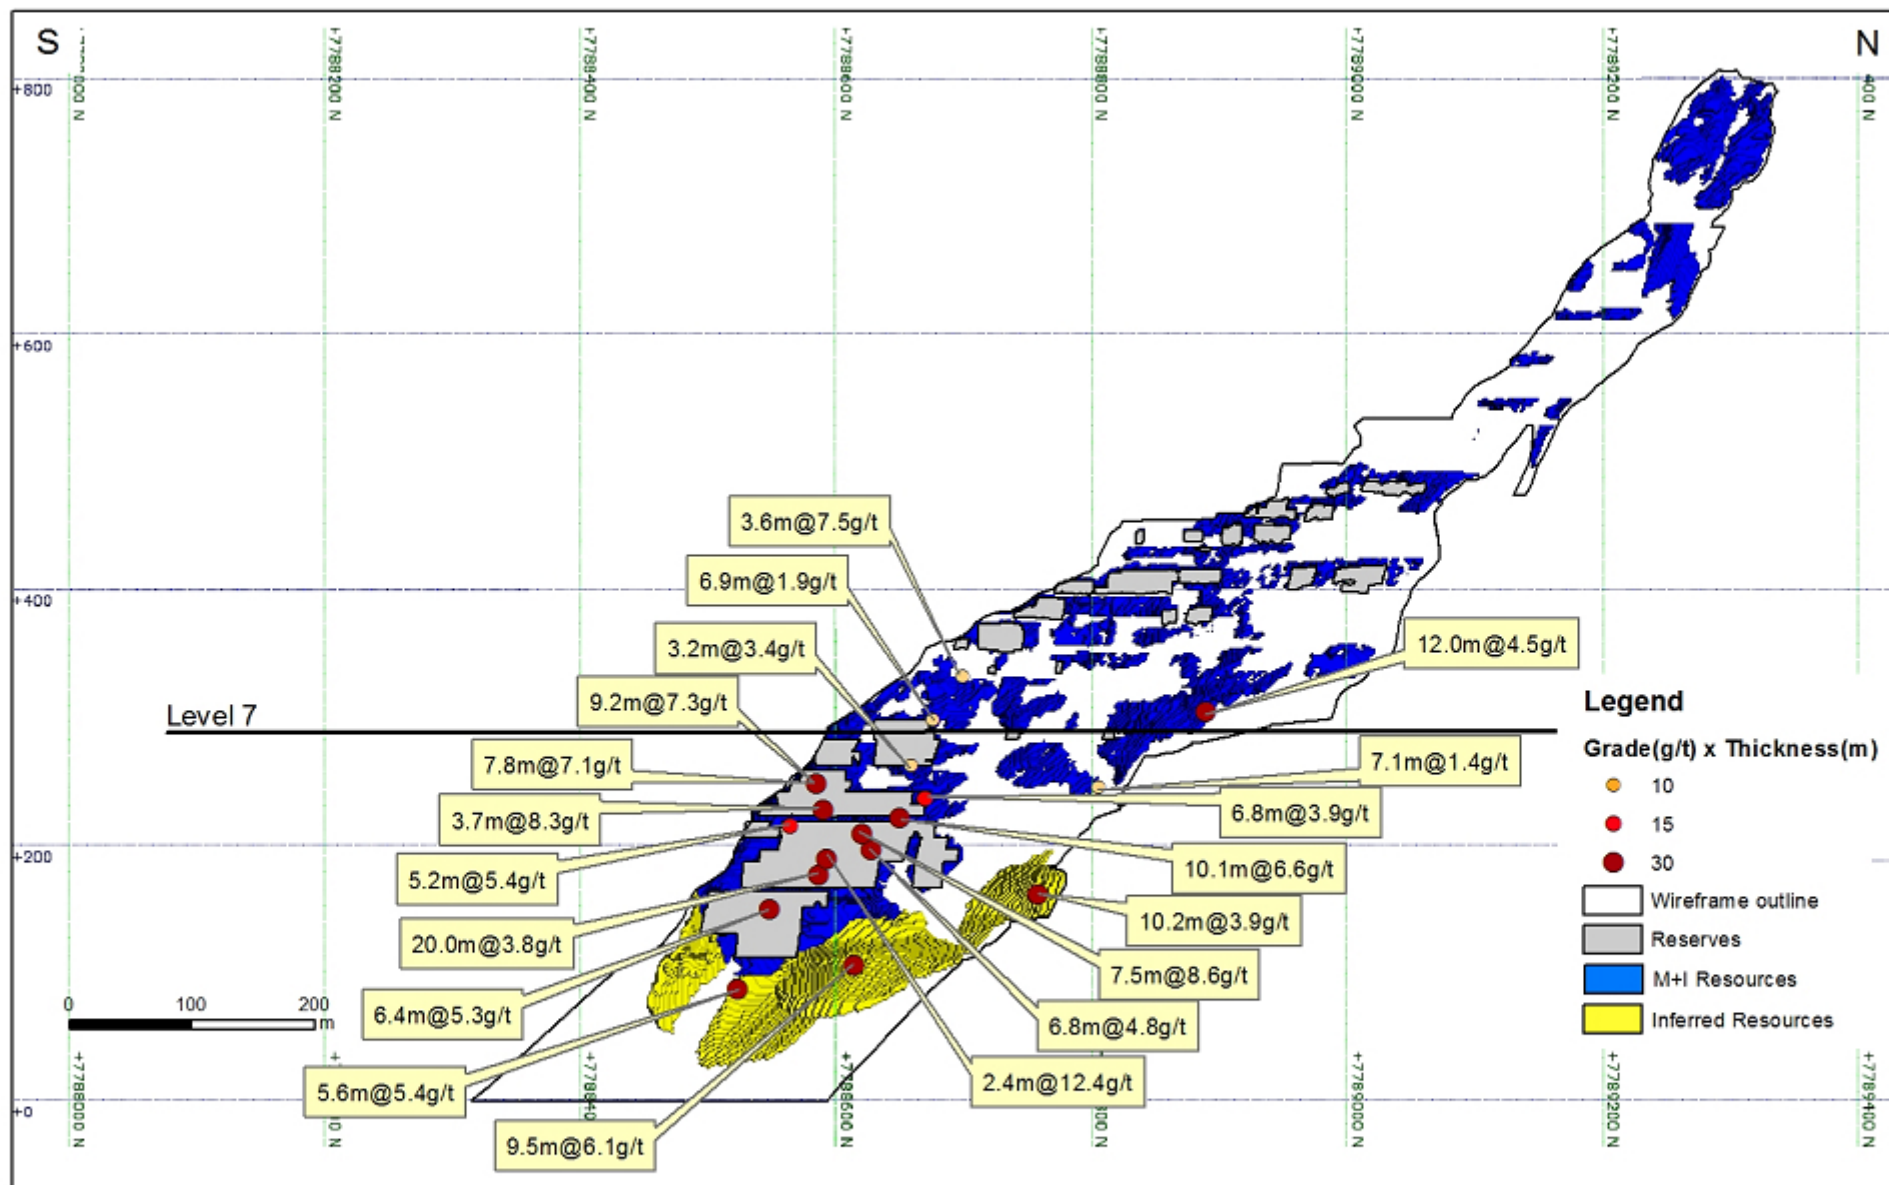 S
N
+7788200 N
+7788400 N
+7788600 N
+7788800 N
+7789000 N
+7789200 N
+800
+600
+400
+200
+0
3.6m@7.5g/t
6.9m@1.9g/t
3.2m@3.4g/t
9.2m@7.3g/t
7.8m@7.1g/t
3.7m@8.3g/t
5.2m@5.4g/t
20.0m@3.8g/t
6.4m@5.3g/t
5.6m@5.4g/t
9.5m@6.1g/t
12.0m@4.5g/t
7.1m@1.4g/t
6.8m@3.9g/t
10.1m@6.6g/t
10.2m@3.9g/t
7.5m@8.6g/t
6.8m@4.8g/t
2.4m@12.4g/t
Level 7
Legend
Grade(g/t) x Thickness(m)
10
15
30
Wireframe outline
Reserves
M+I Resources
Inferred Resources
0 100 200
m
+7788000 N
+7789000 N
+7789200 N
+7789400 N